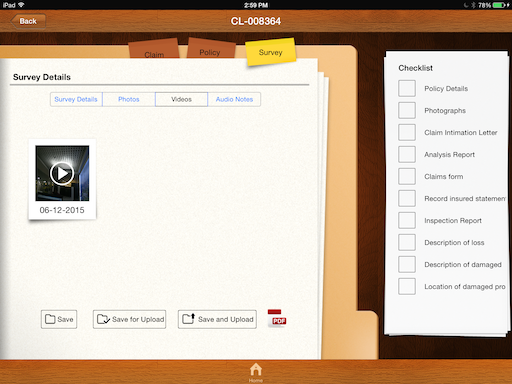 iPad 2:59 PM 78%
Back CL-008364
Claim Policy Survey
Survey Details
Survey Details Photos Videos Audio Notes
06-12-2015
Save Save for Upload Save and Upload PDF
Checklist
Policy Details
Photographs
Claim Intimation Letter
Analysis Report
Claims form
Record insured statement
Inspection Report
Description of loss
Description of damaged
Location of damaged pro
Home